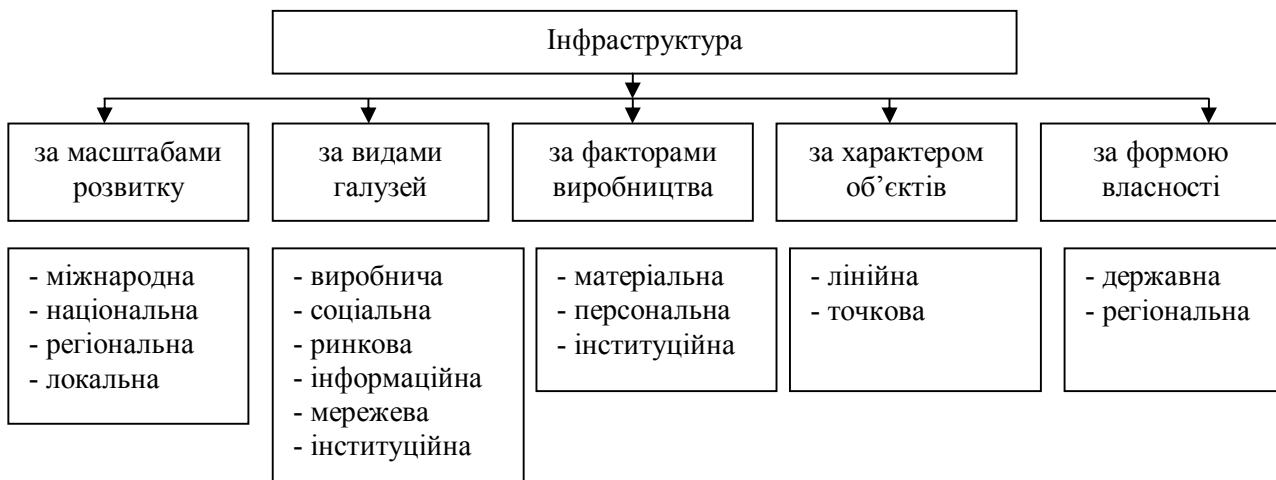 Інфраструктура
за масштабами
розвитку
за видами
галузей
за факторами
виробництва
за характером
об’єктів
за формою
власності
- міжнародна
- національна
- регіональна
- локальна
- виробнича
- соціальна
- ринкова
- інформаційна
- мережева
- інституційна
- матеріальна
- персональна
- інституційна
- лінійна
- точкова
- державна
- регіональна